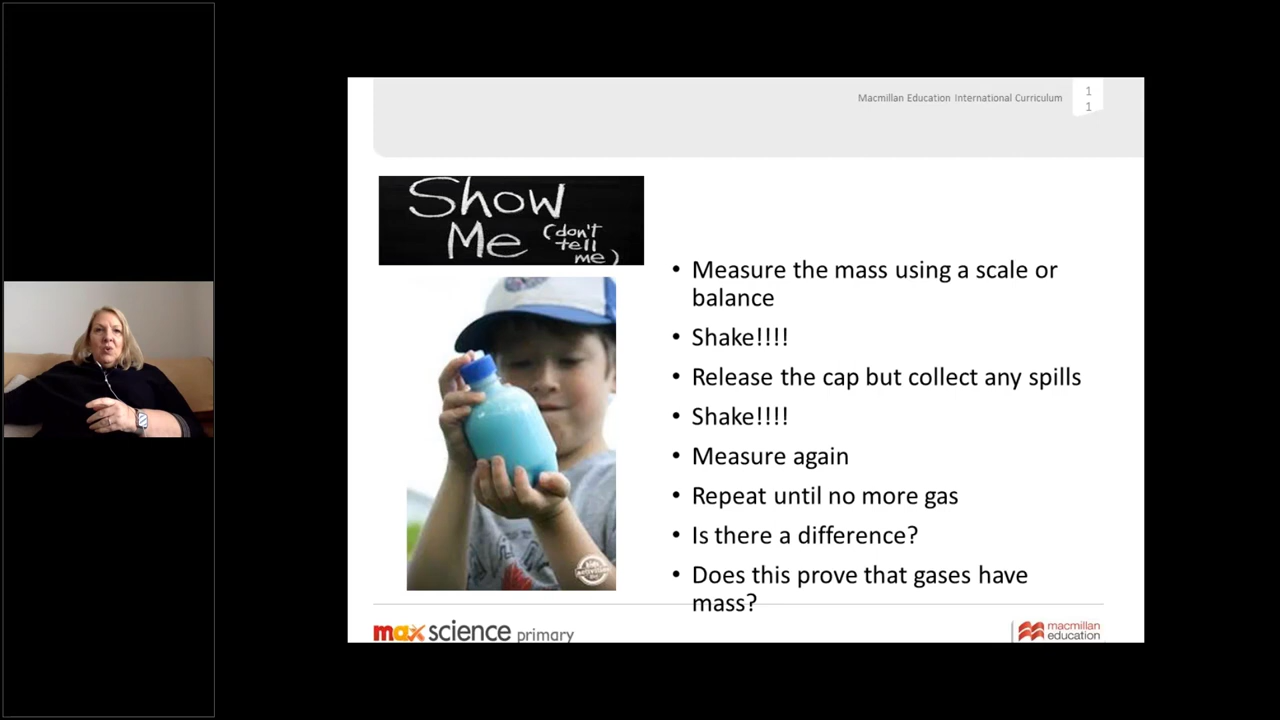 Macmillan Education International Curriculum
1
1
Show
Me (don't
tell
me)
• Measure the mass using a scale or
balance
• Shake!!!!
• Release the cap but collect any spills
• Shake!!!!
• Measure again
• Repeat until no more gas
• Is there a difference?
• Does this prove that gases have
mass?
max science primary
macmillan
education